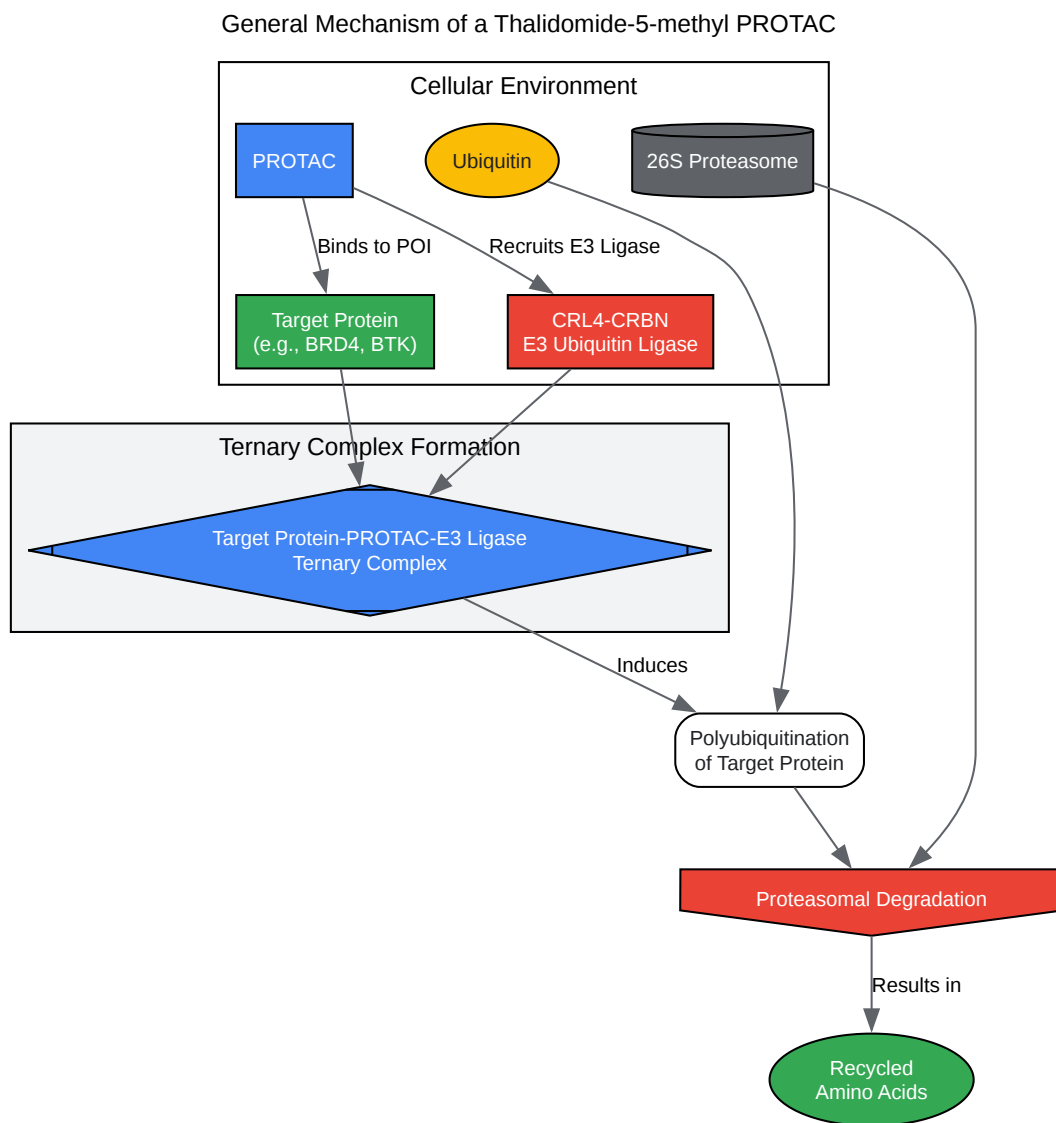 General Mechanism of a Thalidomide-5-methyl PROTAC
Cellular Environment
PROTAC
Ubiquitin
26S Proteasome
Binds to POI
Recruits E3 Ligase
Target Protein
(e.g., BRD4, BTK)
CRL4-CRBN
E3 Ubiquitin Ligase
Ternary Complex Formation
Target Protein-PROTAC-E3 Ligase
Ternary Complex
Induces
Polyubiquitination
of Target Protein
Proteasomal Degradation
Results in
Recycled
Amino Acids